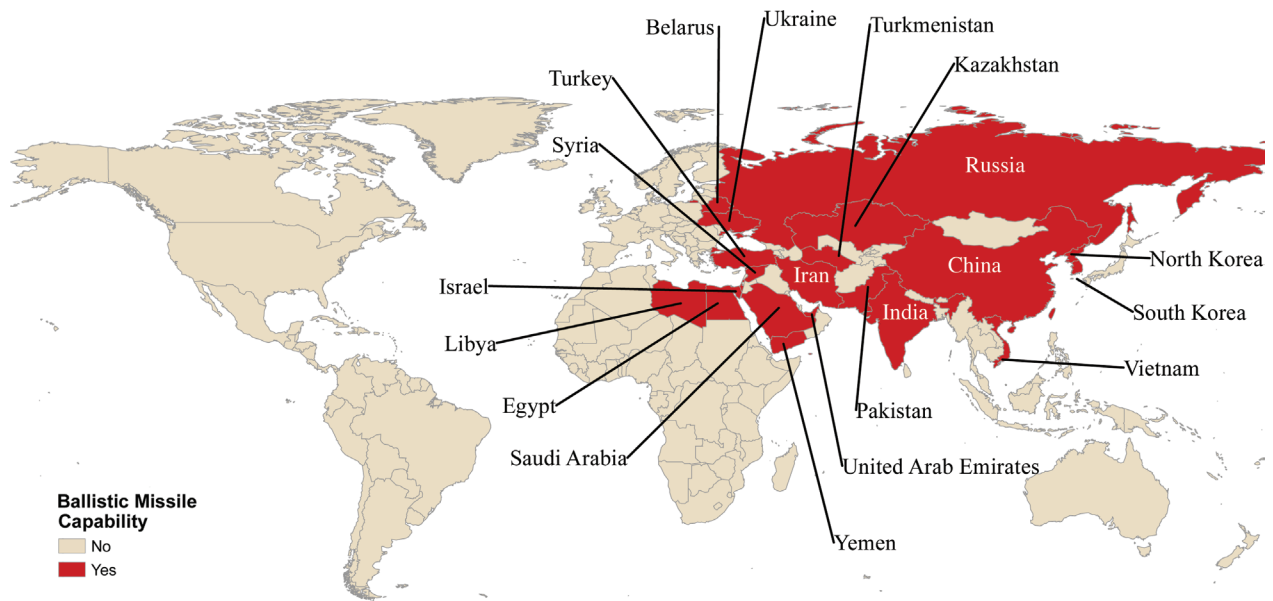 Belarus
Ukraine
Turkmenistan
Kazakhstan
Turkey
Syria
Russia
Israel
Iran
China
North Korea
India
South Korea
Libya
Vietnam
Egypt
Pakistan
Saudi Arabia
United Arab Emirates
Yemen
Ballistic Missile
Capability
No
Yes